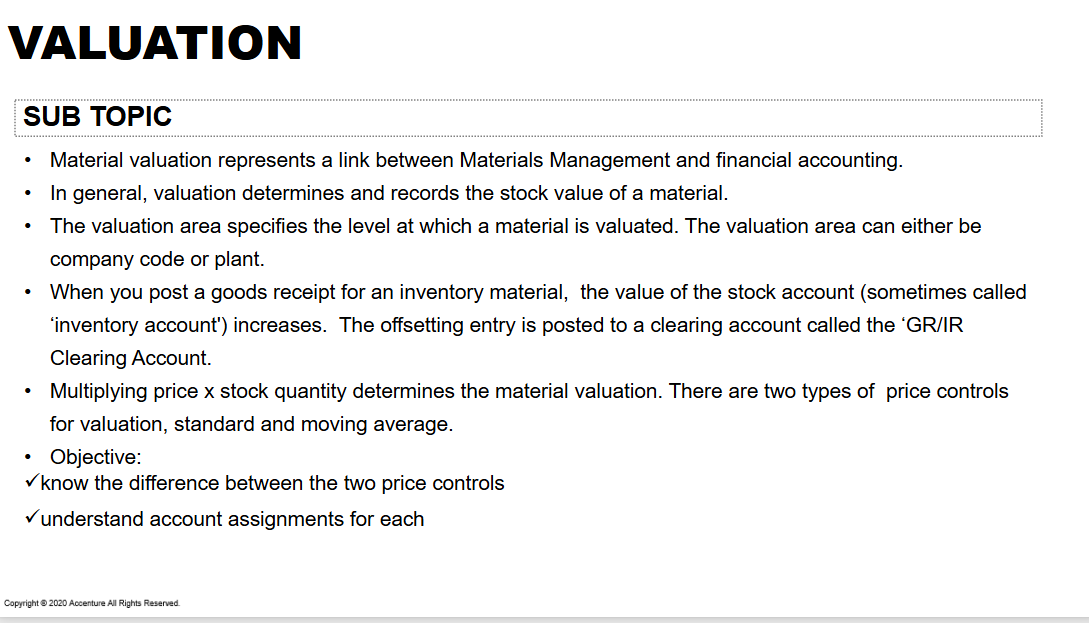 VALUATION
SUB TOPIC
• Material valuation represents a link between Materials Management and financial accounting.
• In general, valuation determines and records the stock value of a material.
• The valuation area specifies the level at which a material is valuated. The valuation area can either be
company code or plant.
• When you post a goods receipt for an inventory material,  the value of the stock account (sometimes called
‘inventory account') increases.  The offsetting entry is posted to a clearing account called the ‘GR/IR
Clearing Account.
• Multiplying price x stock quantity determines the material valuation. There are two types of  price controls
for valuation, standard and moving average.
• Objective:
✓know the difference between the two price controls
✓understand account assignments for each
Copyright © 2020 Accenture All Rights Reserved.